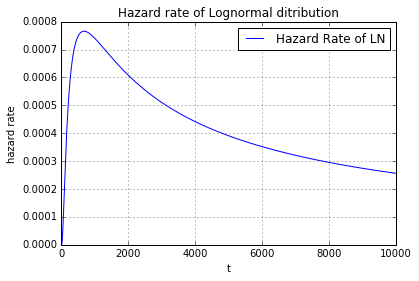 Hazard rate of Lognormal ditribution
Hazard Rate of LN
hazard rate
0.0008
0.0007
0.0006
0.0005
0.0004
0.0003
0.0002
0.0001
0.0000
0 2000 4000 6000 8000 10000
t